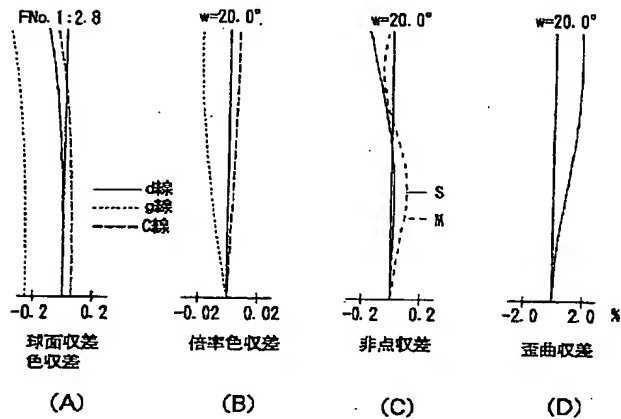 FNo. 1:2.8
w=20.0°
w=20.0°
w=20.0°
d線
g線
C線
S
M
-0.2 0.2
-0.02 0.02
-0.2 0.2
-2.0 2.0 %
球面収差
色収差
倍率色収差
非点収差
歪曲収差
(A)
(B)
(C)
(D)